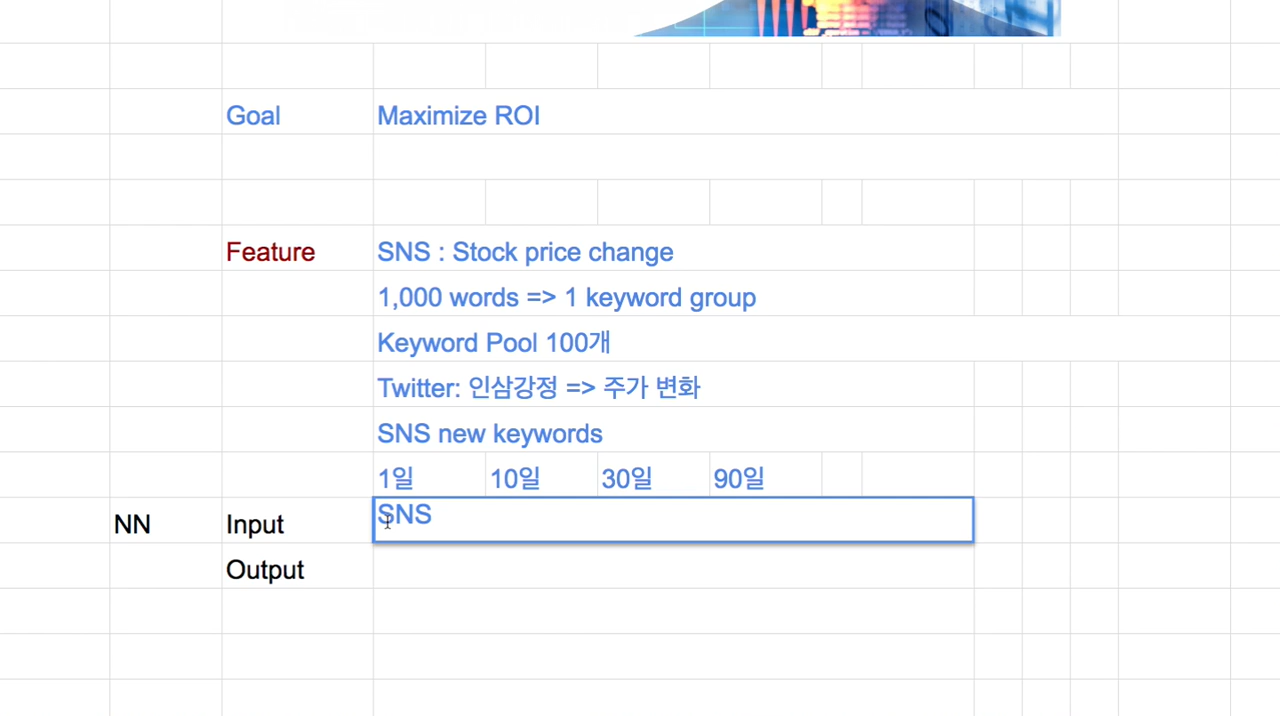 Goal Maximize ROI
Feature SNS : Stock price change
1,000 words => 1 keyword group
Keyword Pool 100개
Twitter: 인삼강정 => 주가 변화
SNS new keywords
1일 10일 30일 90일
NN Input SNS
Output